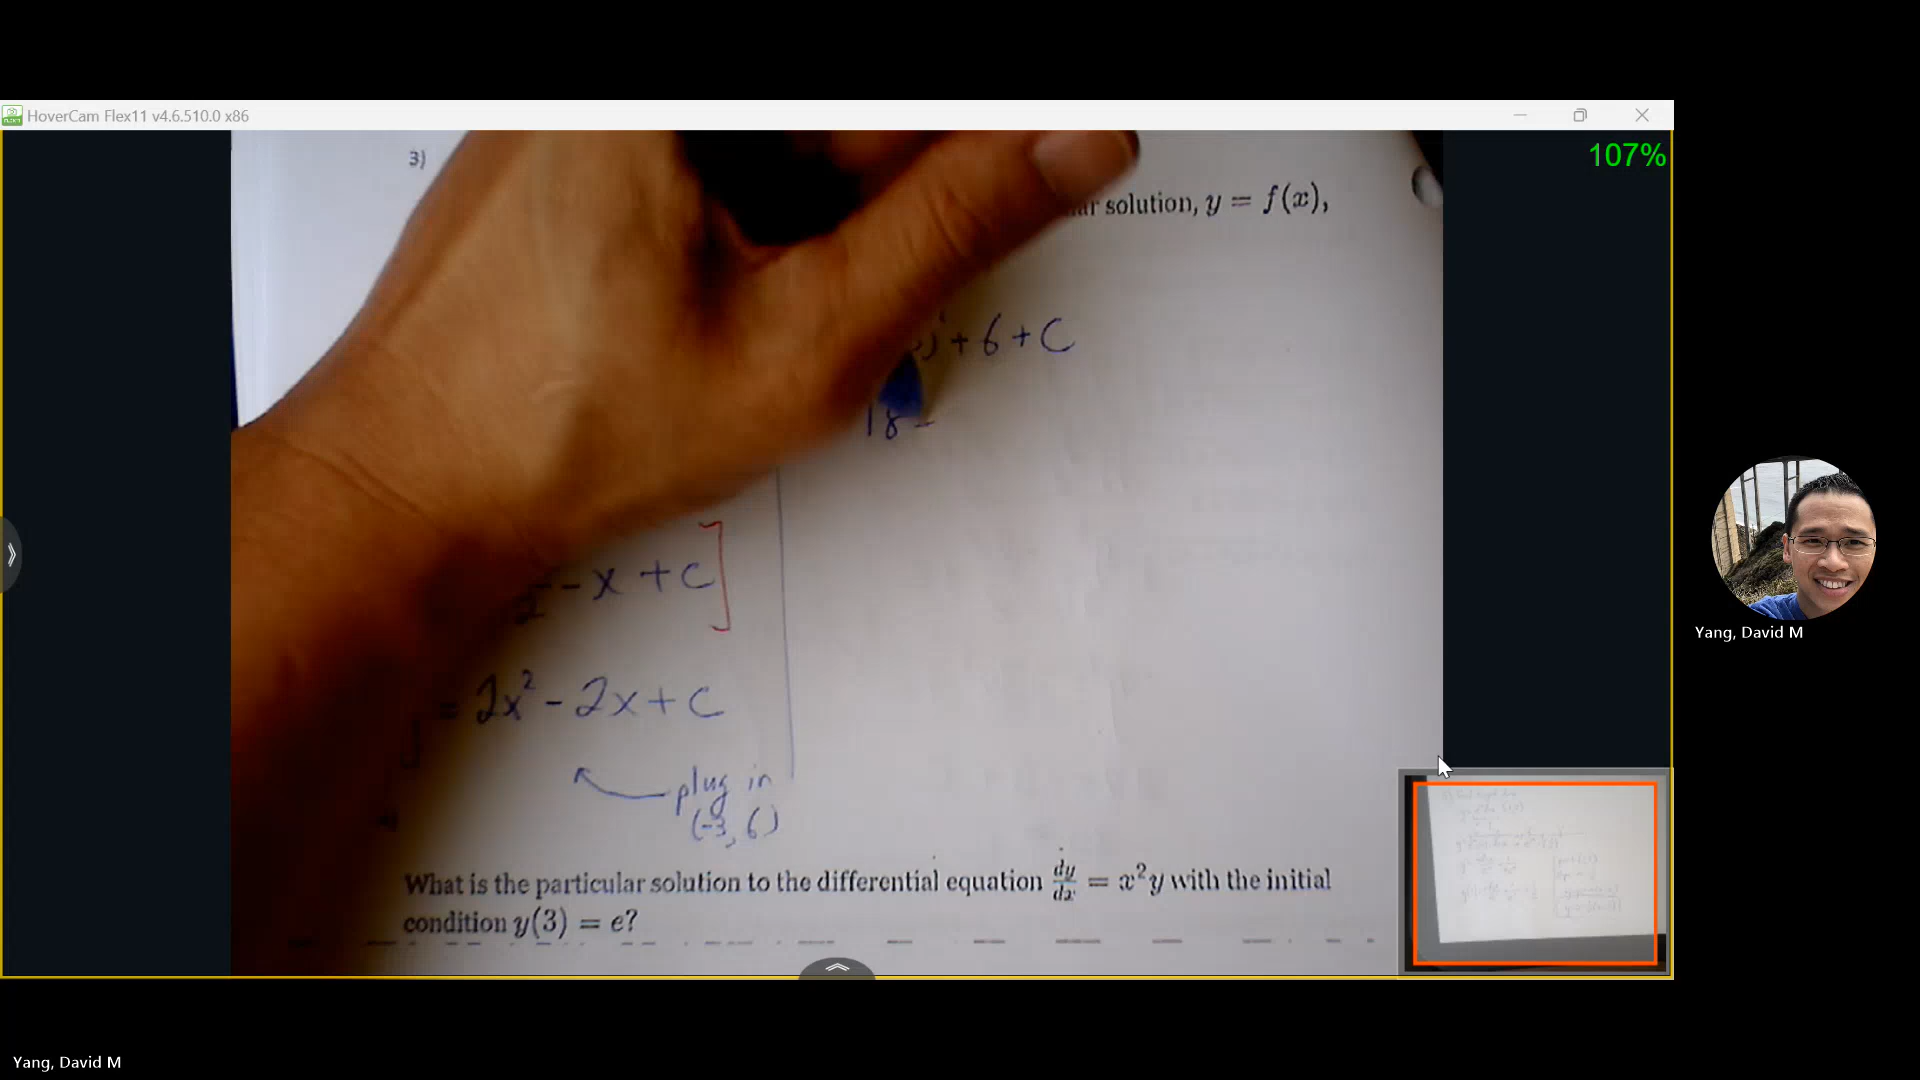 HoverCam Flex11 v4.6.510.0 x86
107%
3)
solution, y = f(x),
+ 6 + C
18
- x + c]
= 2x² - 2x + C
plug in
(-3, 6)
What is the particular solution to the differential equation dy/dx = x²y with the initial
condition y(3) = e?
Yang, David M
Yang, David M